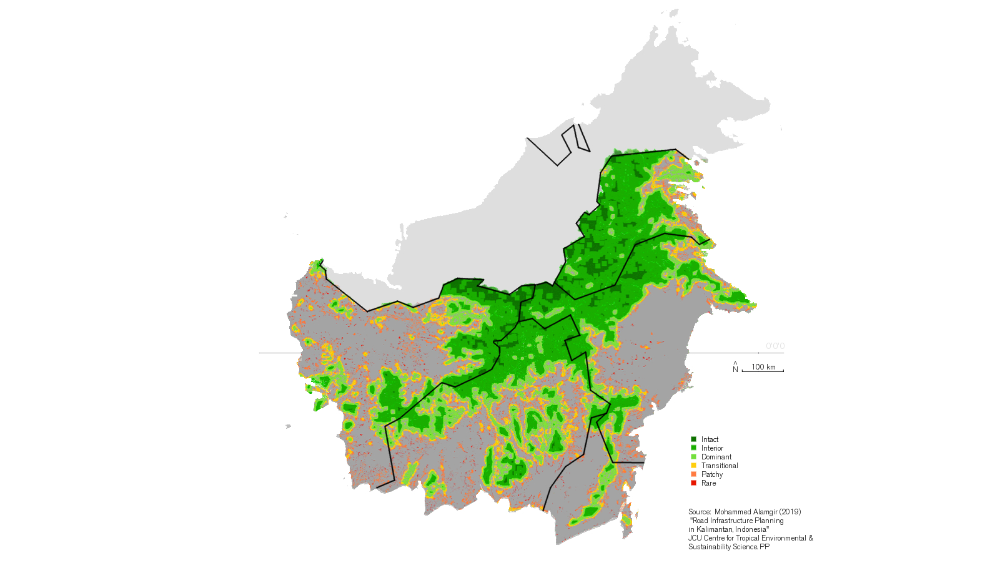 0'0'0
^
N
100 km
Intact
Interior
Dominant
Transitional
Patchy
Rare
Source: Mohammed Alamgir (2019)
"Road Infrastructure Planning
in Kalimantan, Indonesia"
JCU Centre for Tropical Environmental &
Sustainability Science. PP